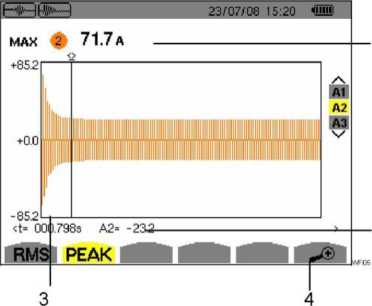 23/07/08 15:20
MAX 2 71.7 A
+85.2
A1
A2
+0.0
A3
-85.2
<t= 000.798s A2= -23.2
RMS PEAK
WF05
3 4